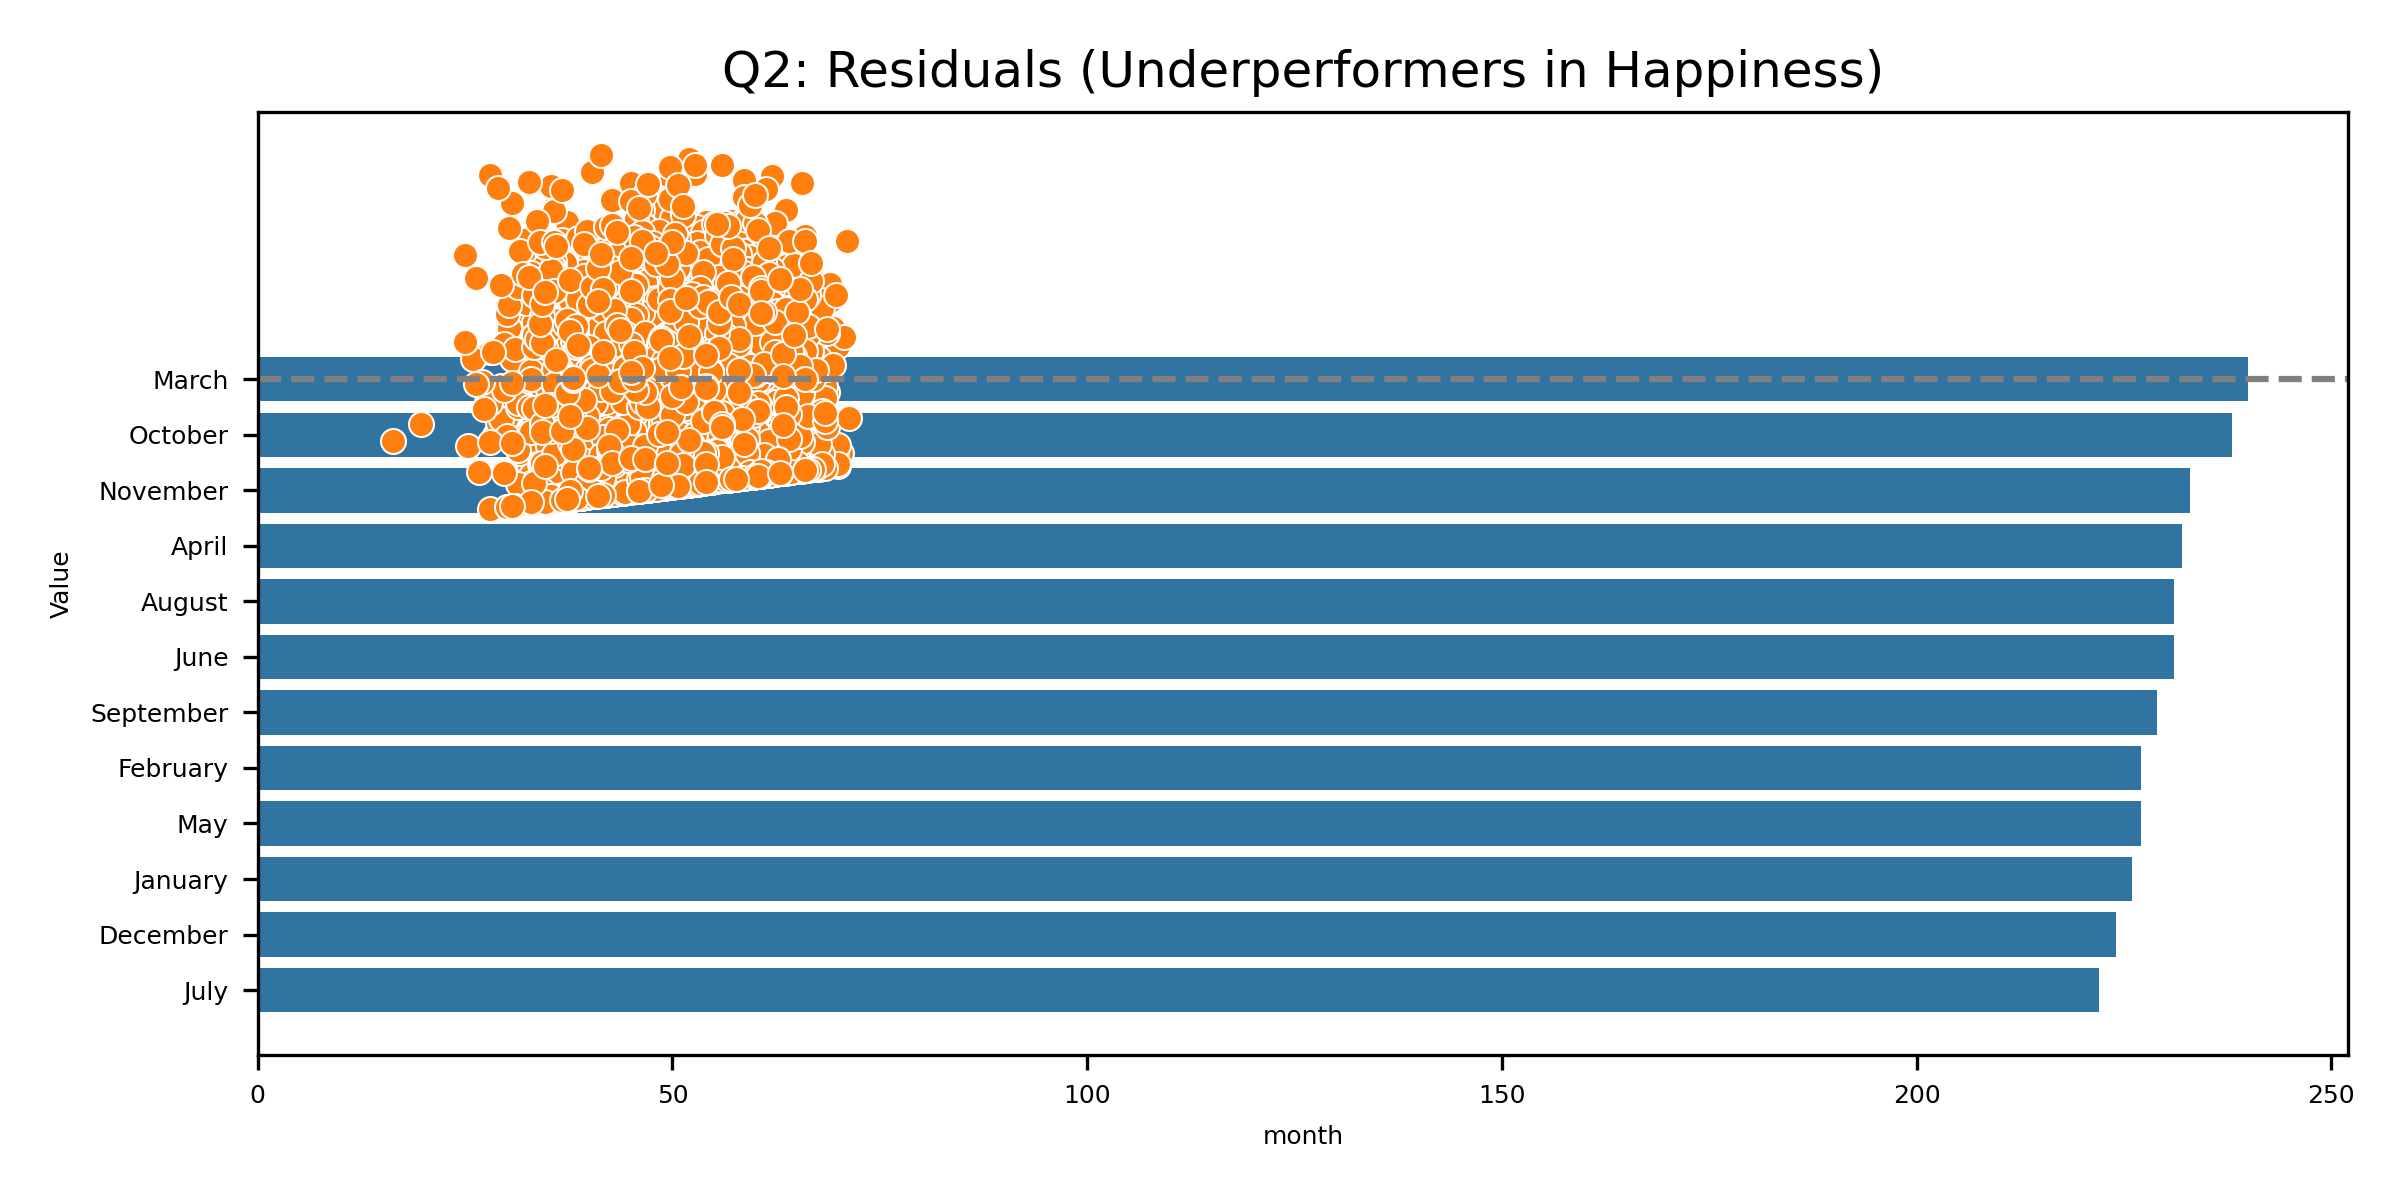 Q2: Residuals (Underperformers in Happiness)
March
October
November
April
August
June
September
February
May
January
December
July
Value
0 50 100 150 200 250
month